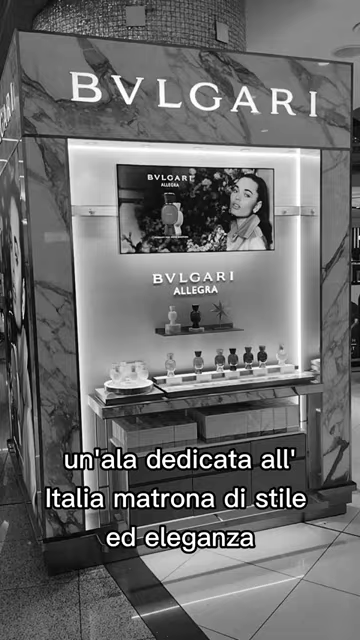 BVLGARI
BVLGARI
ALLEGRA
BVLGARI
ALLEGRA
un'ala dedicata all'
Italia matrona di stile
ed eleganza